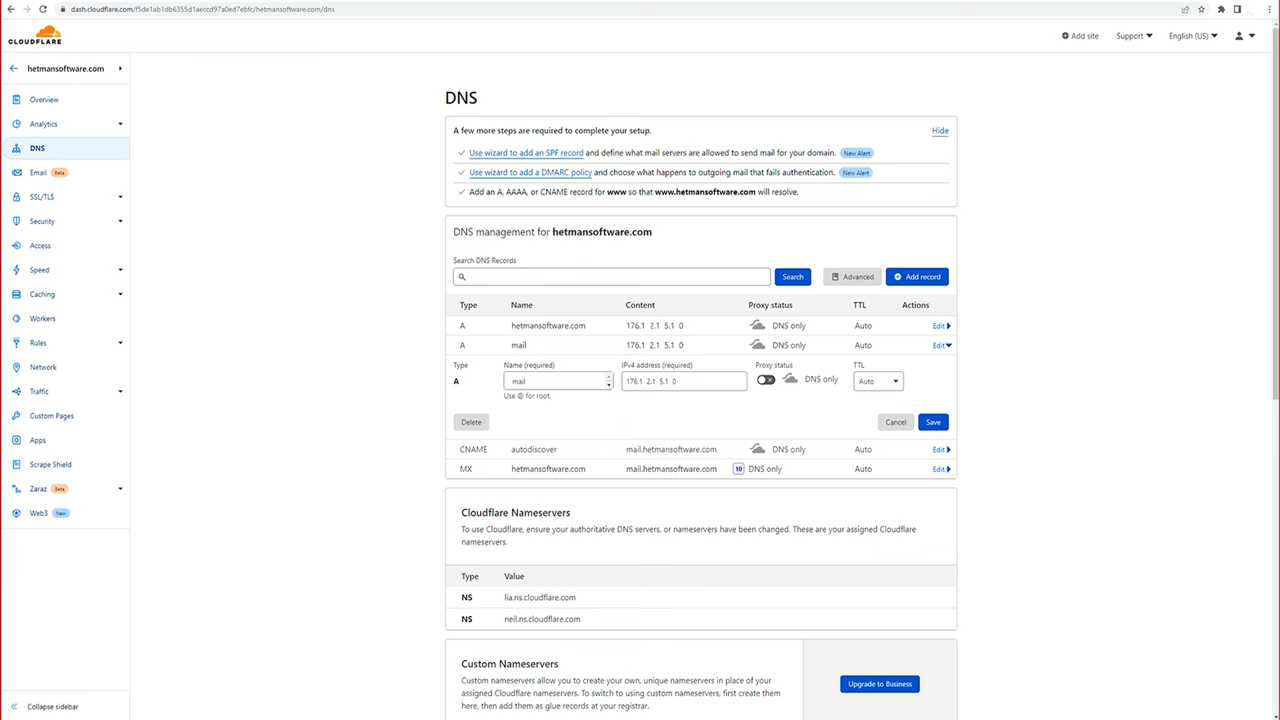 dash.cloudflare.com/f5de1ab1db6355d1aeccd97a0ed7ebfc/hetmansoftware.com/dns
CLOUDFLARE
Add site Support English (US)
hetmansoftware.com
Overview
Analytics
DNS
Email Beta
SSL/TLS
Security
Access
Speed
Caching
Workers
Rules
Network
Traffic
Custom Pages
Apps
Scrape Shield
Zaraz Beta
Web3 New
Collapse sidebar
DNS
A few more steps are required to complete your setup. Hide
Use wizard to add an SPF record and define what mail servers are allowed to send mail for your domain. New Alert
Use wizard to add a DMARC policy and choose what happens to outgoing mail that fails authentication. New Alert
Add an A, AAAA, or CNAME record for www so that www.hetmansoftware.com will resolve.
DNS management for hetmansoftware.com
Search DNS Records
Search Advanced Add record
Type Name Content Proxy status TTL Actions
A hetmansoftware.com 176.1 2.1 5.1 0 DNS only Auto Edit
A mail 176.1 2.1 5.1 0 DNS only Auto Edit
Type Name (required) IPv4 address (required) Proxy status TTL
A mail 176.1 2.1 5.1 0 DNS only Auto
Use @ for root
Delete Cancel Save
CNAME autodiscover mail.hetmansoftware.com DNS only Auto Edit
MX hetmansoftware.com mail.hetmansoftware.com 10 DNS only Auto Edit
Cloudflare Nameservers
To use Cloudflare, ensure your authoritative DNS servers, or nameservers have been changed. These are your assigned Cloudflare
nameservers.
Type Value
NS lia.ns.cloudflare.com
NS neil.ns.cloudflare.com
Custom Nameservers
Custom nameservers allow you to create your own, unique nameservers in place of your
assigned Cloudflare nameservers. To switch to using custom nameservers, first create them
here, then add them as glue records at your registrar.
Upgrade to Business